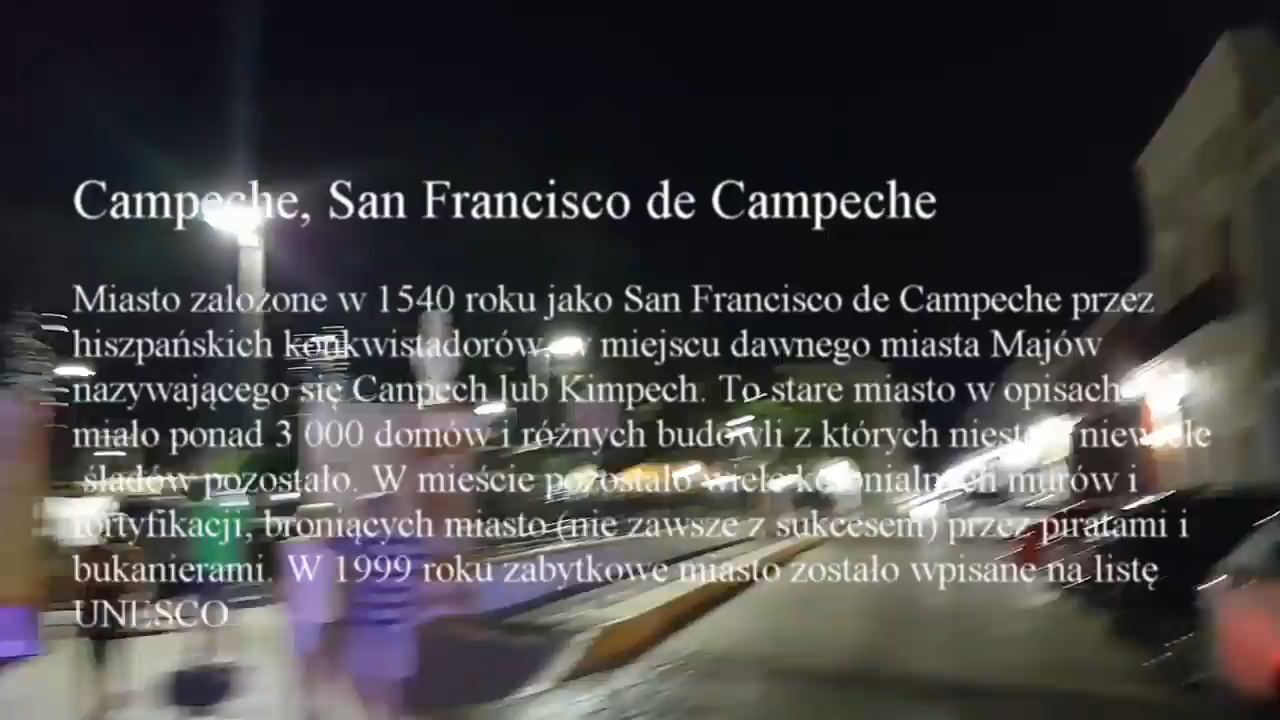 Campeche, San Francisco de Campeche
Miasto założone w 1540 roku jako San Francisco de Campeche przez
hiszpańskich konkwistadorów, w miejscu dawnego miasta Majów
nazywającego się Canpech lub Kimpech. To stare miasto w opisach
miało ponad 3 000 domów i różnych budowli z których niestety niewiele
śladów pozostało. W mieście pozostało wiele kolonialnych murów i
fortyfikacji, broniących miasto (nie zawsze z sukcesem) przez piratami i
bukanierami. W 1999 roku zabytkowe miasto zostało wpisane na listę
UNESCO